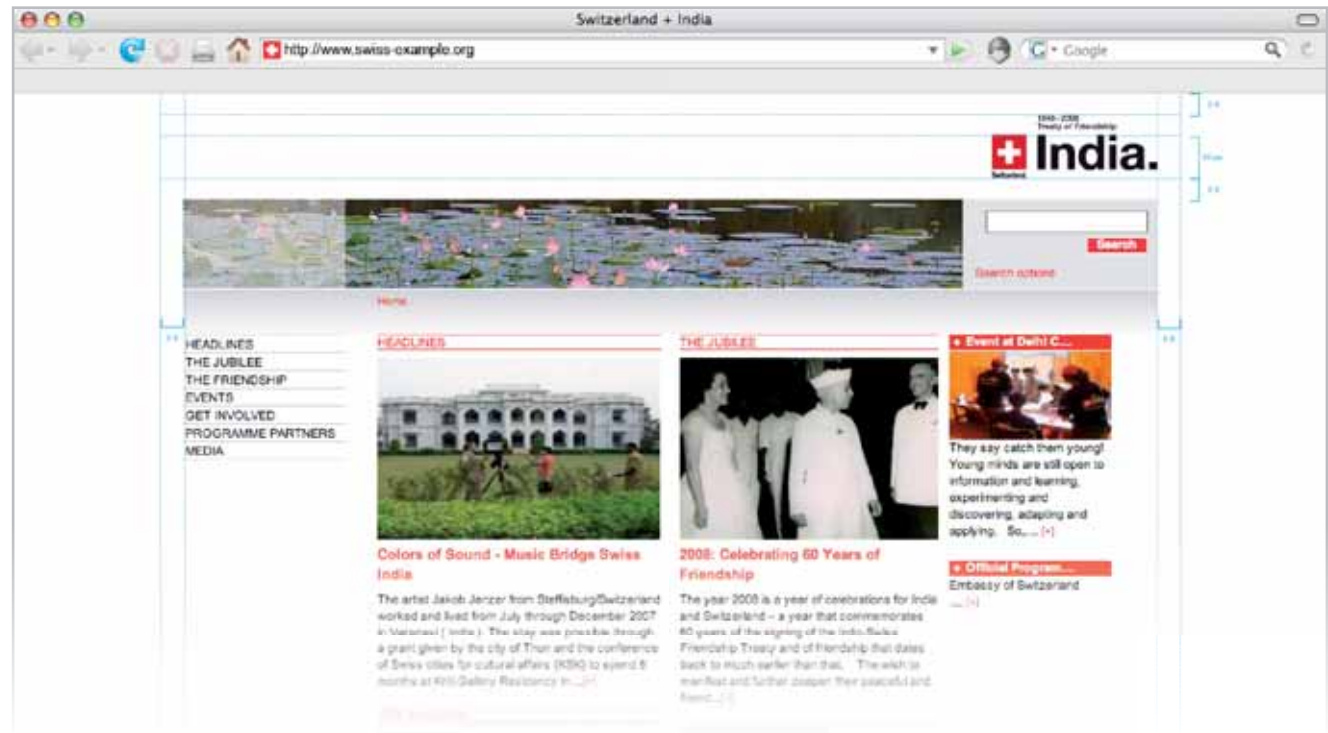 Switzerland + India
http://www.swiss-example.org
Google
1948–2008
Treaty of Friendship
India.
Switzerland.
Search
Search options
Home
HEADLINES
THE JUBILEE
THE FRIENDSHIP
EVENTS
GET INVOLVED
PROGRAMME PARTNERS
MEDIA
HEADLINES
Colors of Sound - Music Bridge Swiss
India
The artist Jakob Jenzer from Steffisburg/Switzerland
worked and lived from July through December 2007
in Varanasi ( India ). The stay was possible through
a grant given by the city of Thun and the conference
of Swiss cities for cultural affairs (KSK) to spend 6
months at Kriti Gallery Residency in ...[+]
THE JUBILEE
2008: Celebrating 60 Years of
Friendship
The year 2008 is a year of celebrations for India
and Switzerland – a year that commemorates
60 years of the signing of the Indo-Swiss
Friendship Treaty and of friendship that dates
back to much earlier than that. The wish to
manifest and further deepen their peaceful and
friend...[+]
+ Event at Delhi C...
They say catch them young!
Young minds are still open to
information and learning,
experimenting and
discovering, adapting and
applying. So,.... [+]
+ Official Program...
Embassy of Switzerland
.... [+]